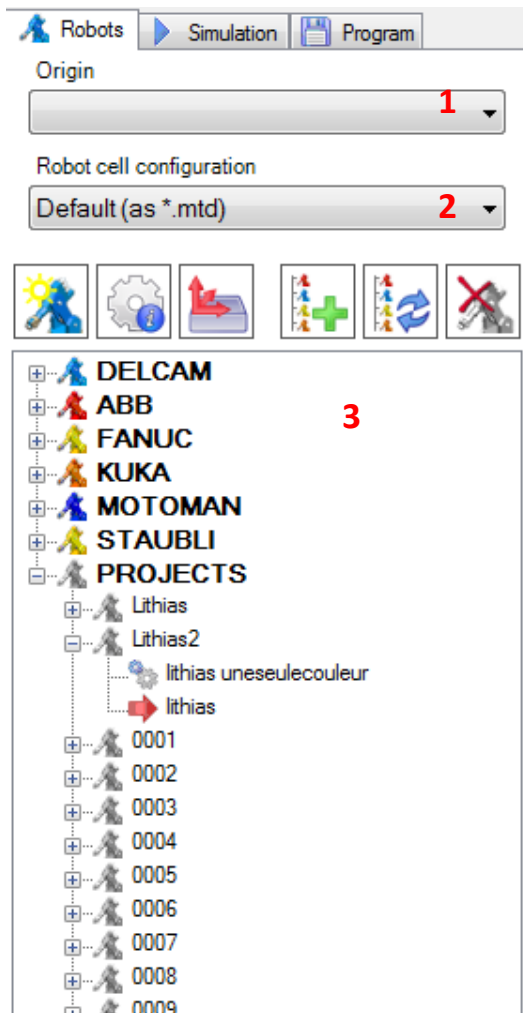 Robots Simulation Program
Origin
1
Robot cell configuration
Default (as *.mtd) 2
DELCAM
ABB
3
FANUC
KUKA
MOTOMAN
STAUBLI
PROJECTS
Lithias
Lithias2
lithias uneseulecouleur
lithias
0001
0002
0003
0004
0005
0006
0007
0008
0009